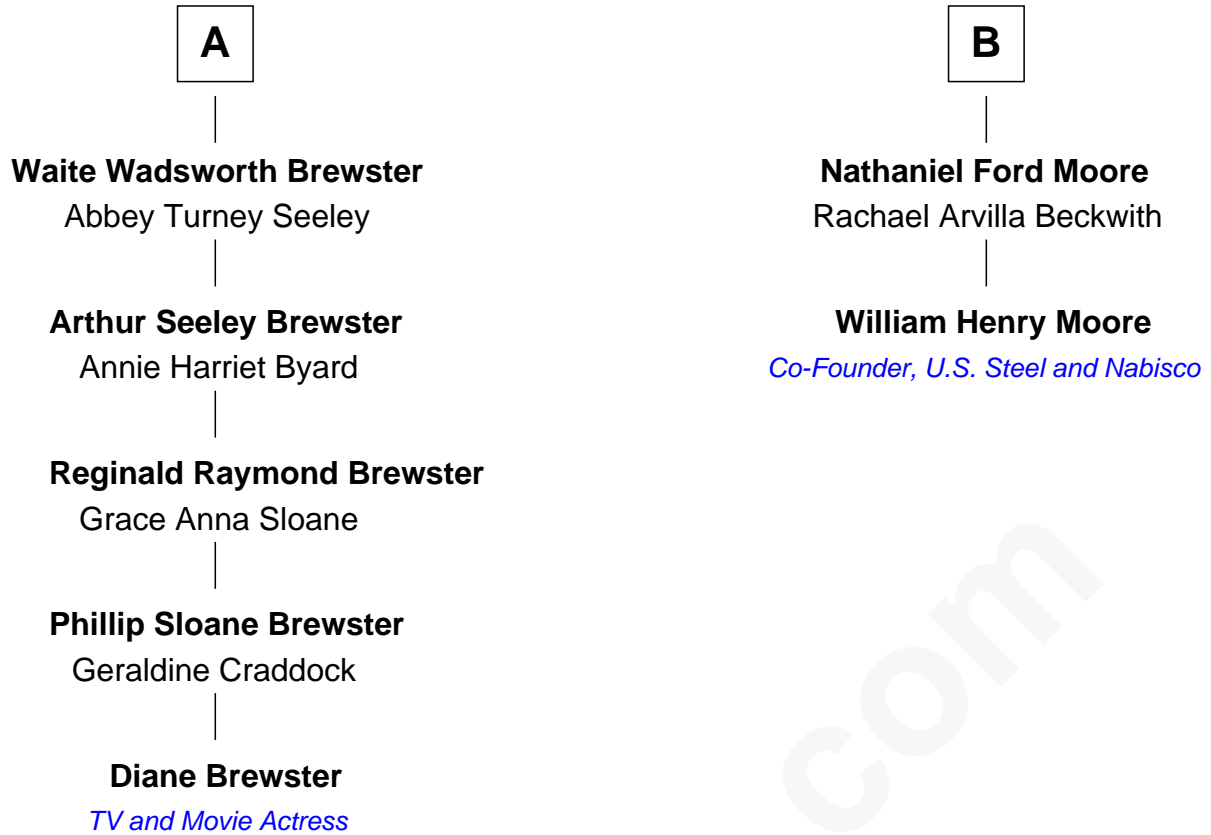 A
Waite Wadsworth Brewster
Abbey Turney Seeley
Arthur Seeley Brewster
Annie Harriet Byard
Reginald Raymond Brewster
Grace Anna Sloane
Phillip Sloane Brewster
Geraldine Craddock
Diane Brewster
TV and Movie Actress
B
Nathaniel Ford Moore
Rachael Arvilla Beckwith
William Henry Moore
Co-Founder, U.S. Steel and Nabisco
com